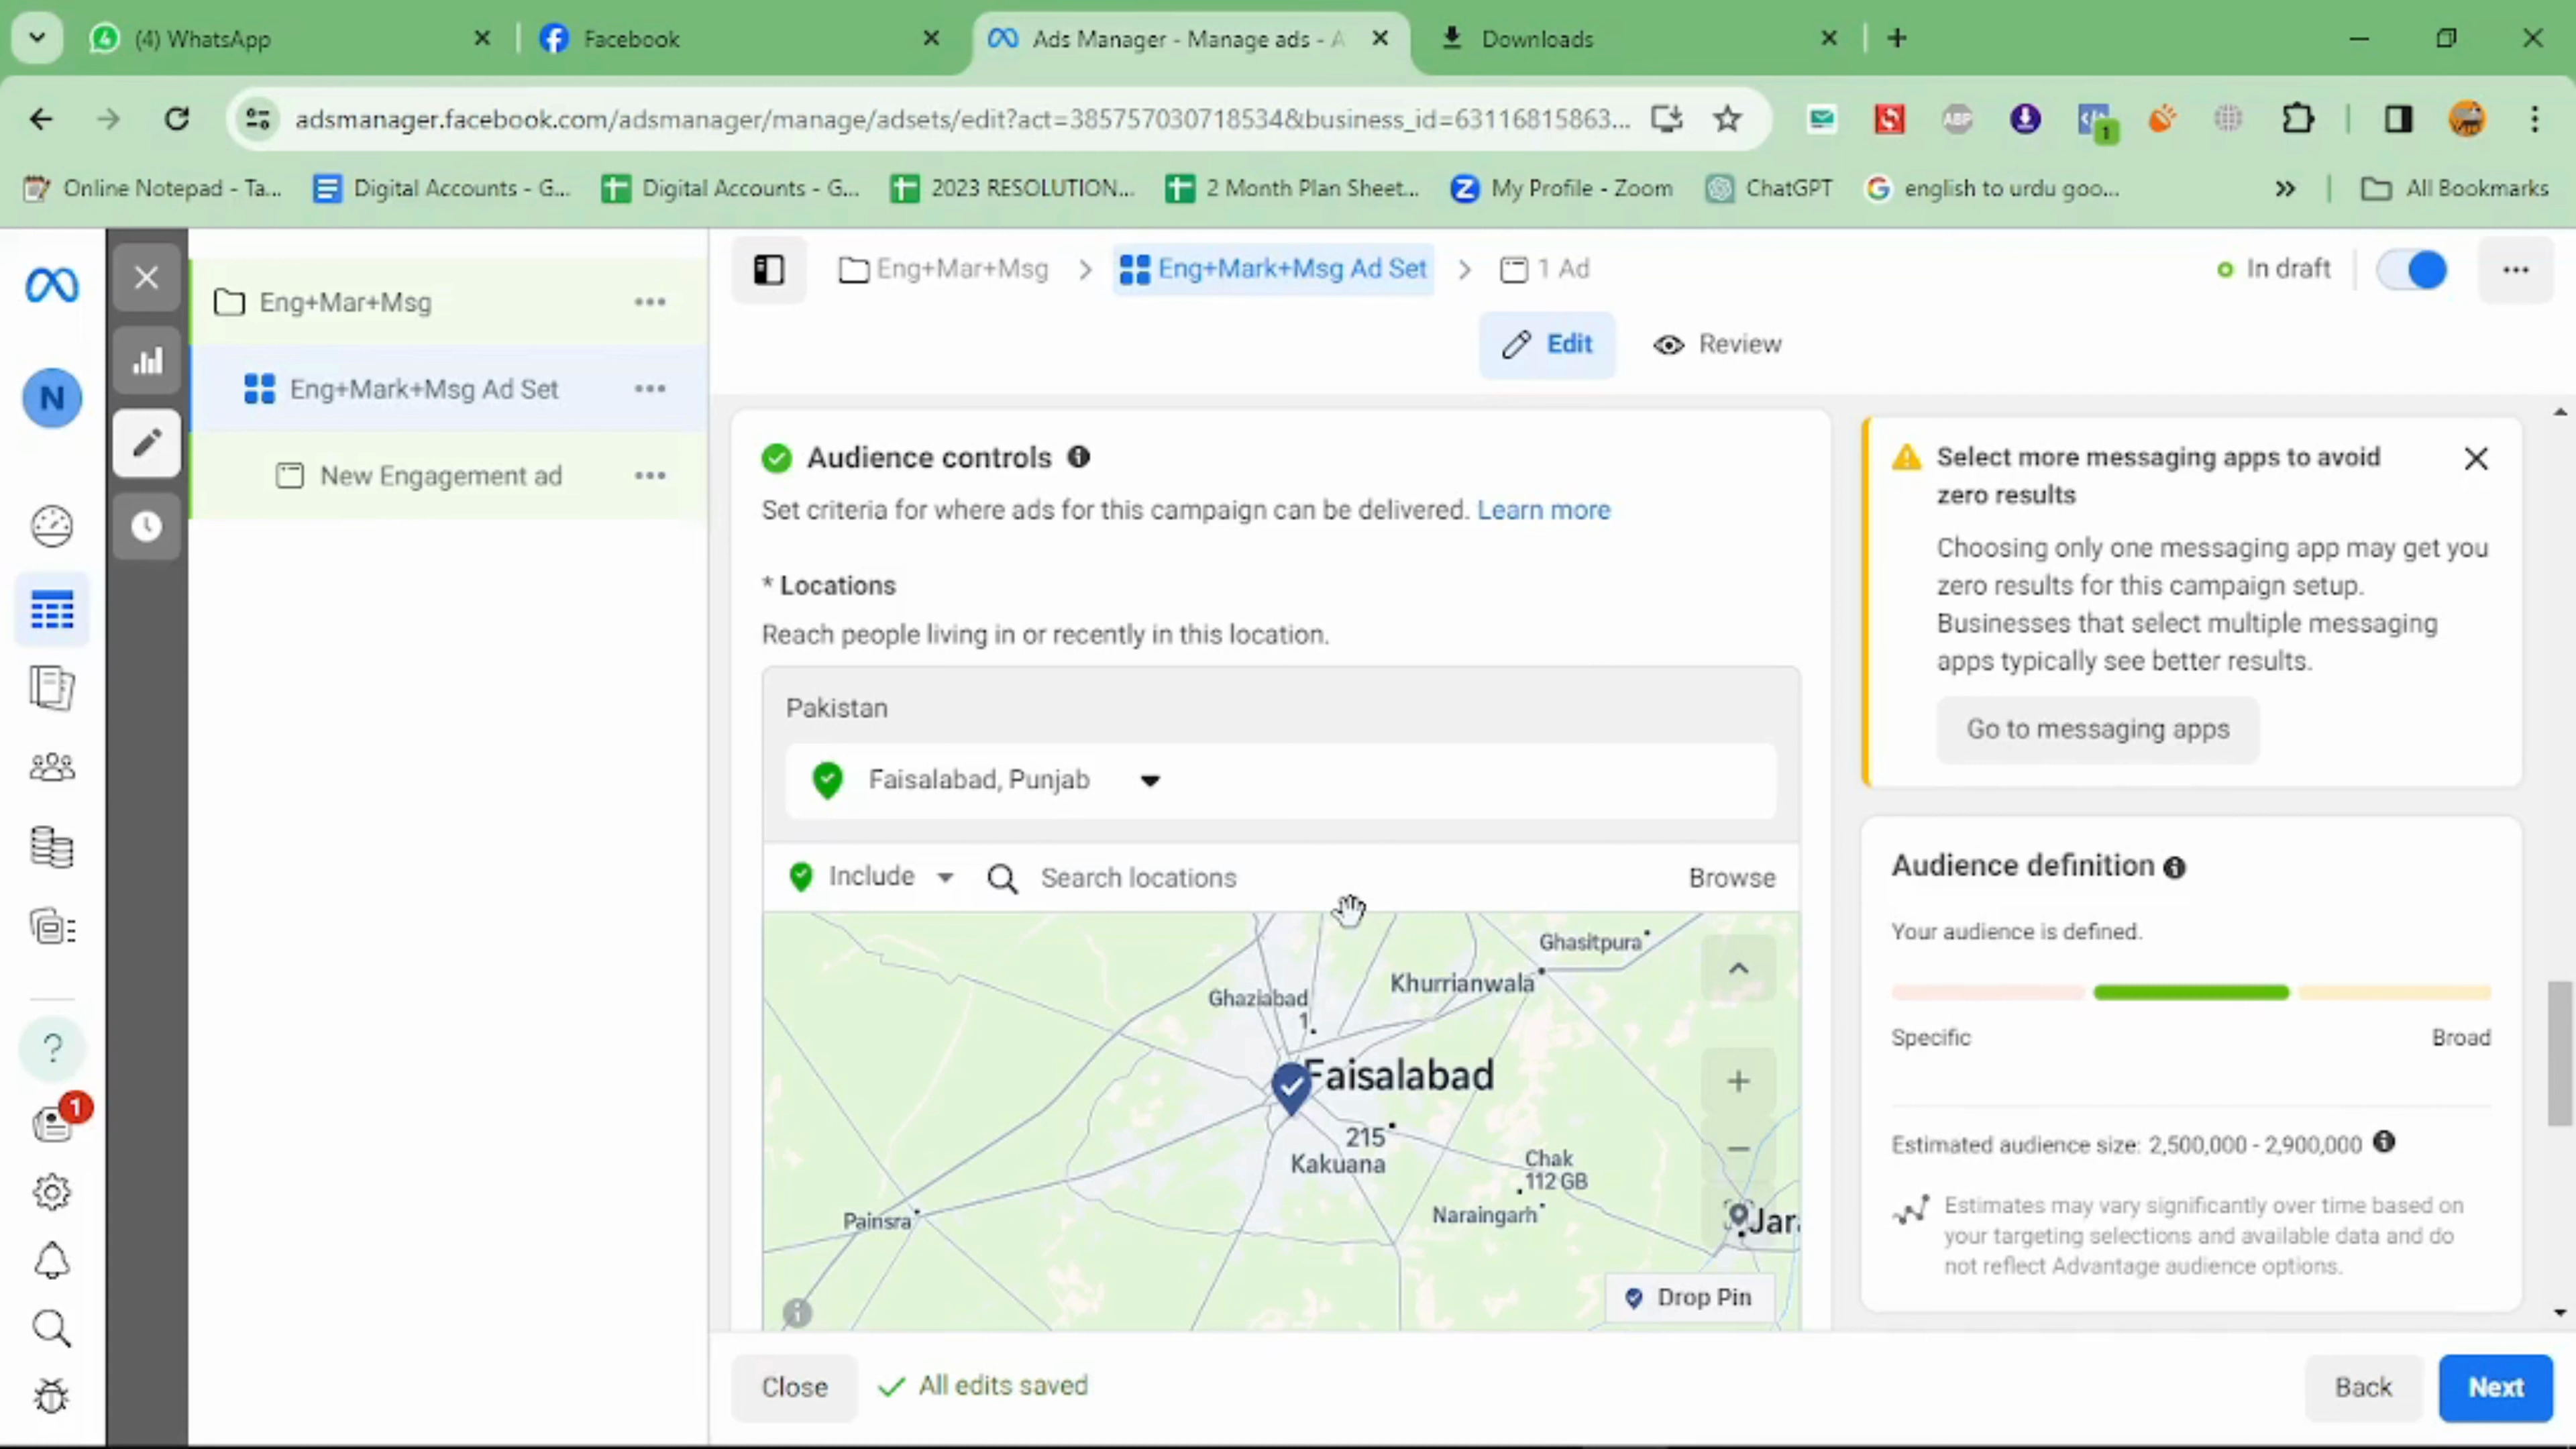 (4) WhatsApp
Facebook
Ads Manager - Manage ads - A
Downloads
adsmanager.facebook.com/adsmanager/manage/adsets/edit?act=385757030718534&business_id=63116815863...
ABP
1
Online Notepad - Ta...
Digital Accounts - G...
Digital Accounts - G...
2023 RESOLUTION...
2 Month Plan Sheet...
My Profile - Zoom
ChatGPT
english to urdu goo...
All Bookmarks
N
1
Eng+Mar+Msg
Eng+Mark+Msg Ad Set
New Engagement ad
Eng+Mar+Msg
Eng+Mark+Msg Ad Set
1 Ad
In draft
Edit
Review
Audience controls
Set criteria for where ads for this campaign can be delivered. Learn more
* Locations
Reach people living in or recently in this location.
Pakistan
Faisalabad, Punjab
Include
Search locations
Browse
Ghasitpura
Khurrianwala
Ghaziabad
1
Faisalabad
215
Kakuana
Chak
112 GB
Naraingarh
Painsra
Jar
Drop Pin
Select more messaging apps to avoid
zero results
Choosing only one messaging app may get you
zero results for this campaign setup.
Businesses that select multiple messaging
apps typically see better results.
Go to messaging apps
Audience definition
Your audience is defined.
Specific
Broad
Estimated audience size: 2,500,000 - 2,900,000
Estimates may vary significantly over time based on
your targeting selections and available data and do
not reflect Advantage audience options.
Close
All edits saved
Back
Next